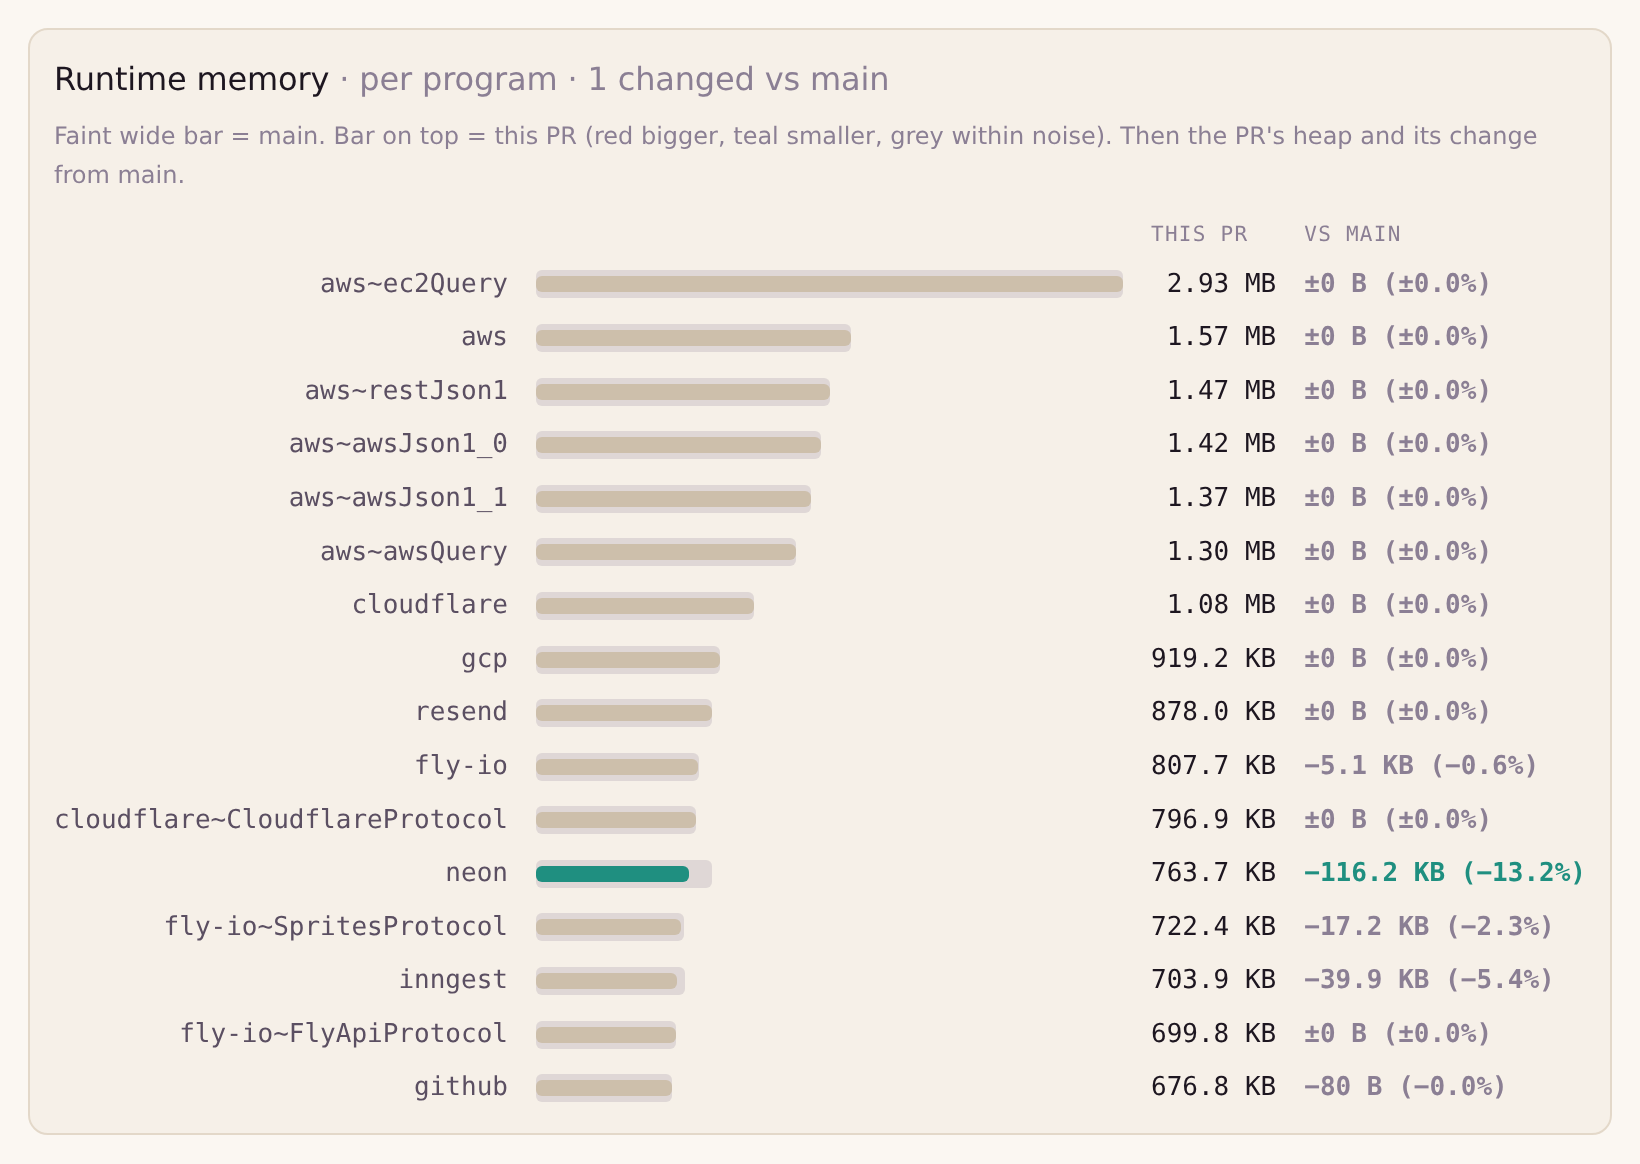 Runtime memory · per program · 1 changed vs main
Faint wide bar = main. Bar on top = this PR (red bigger, teal smaller, grey within noise). Then the PR's heap and its change
from main.
THIS PR VS MAIN
aws~ec2Query 2.93 MB ±0 B (±0.0%)
aws 1.57 MB ±0 B (±0.0%)
aws~restJson1 1.47 MB ±0 B (±0.0%)
aws~awsJson1_0 1.42 MB ±0 B (±0.0%)
aws~awsJson1_1 1.37 MB ±0 B (±0.0%)
aws~awsQuery 1.30 MB ±0 B (±0.0%)
cloudflare 1.08 MB ±0 B (±0.0%)
gcp 919.2 KB ±0 B (±0.0%)
resend 878.0 KB ±0 B (±0.0%)
fly-io 807.7 KB −5.1 KB (−0.6%)
cloudflare~CloudflareProtocol 796.9 KB ±0 B (±0.0%)
neon 763.7 KB −116.2 KB (−13.2%)
fly-io~SpritesProtocol 722.4 KB −17.2 KB (−2.3%)
inngest 703.9 KB −39.9 KB (−5.4%)
fly-io~FlyApiProtocol 699.8 KB ±0 B (±0.0%)
github 676.8 KB −80 B (−0.0%)